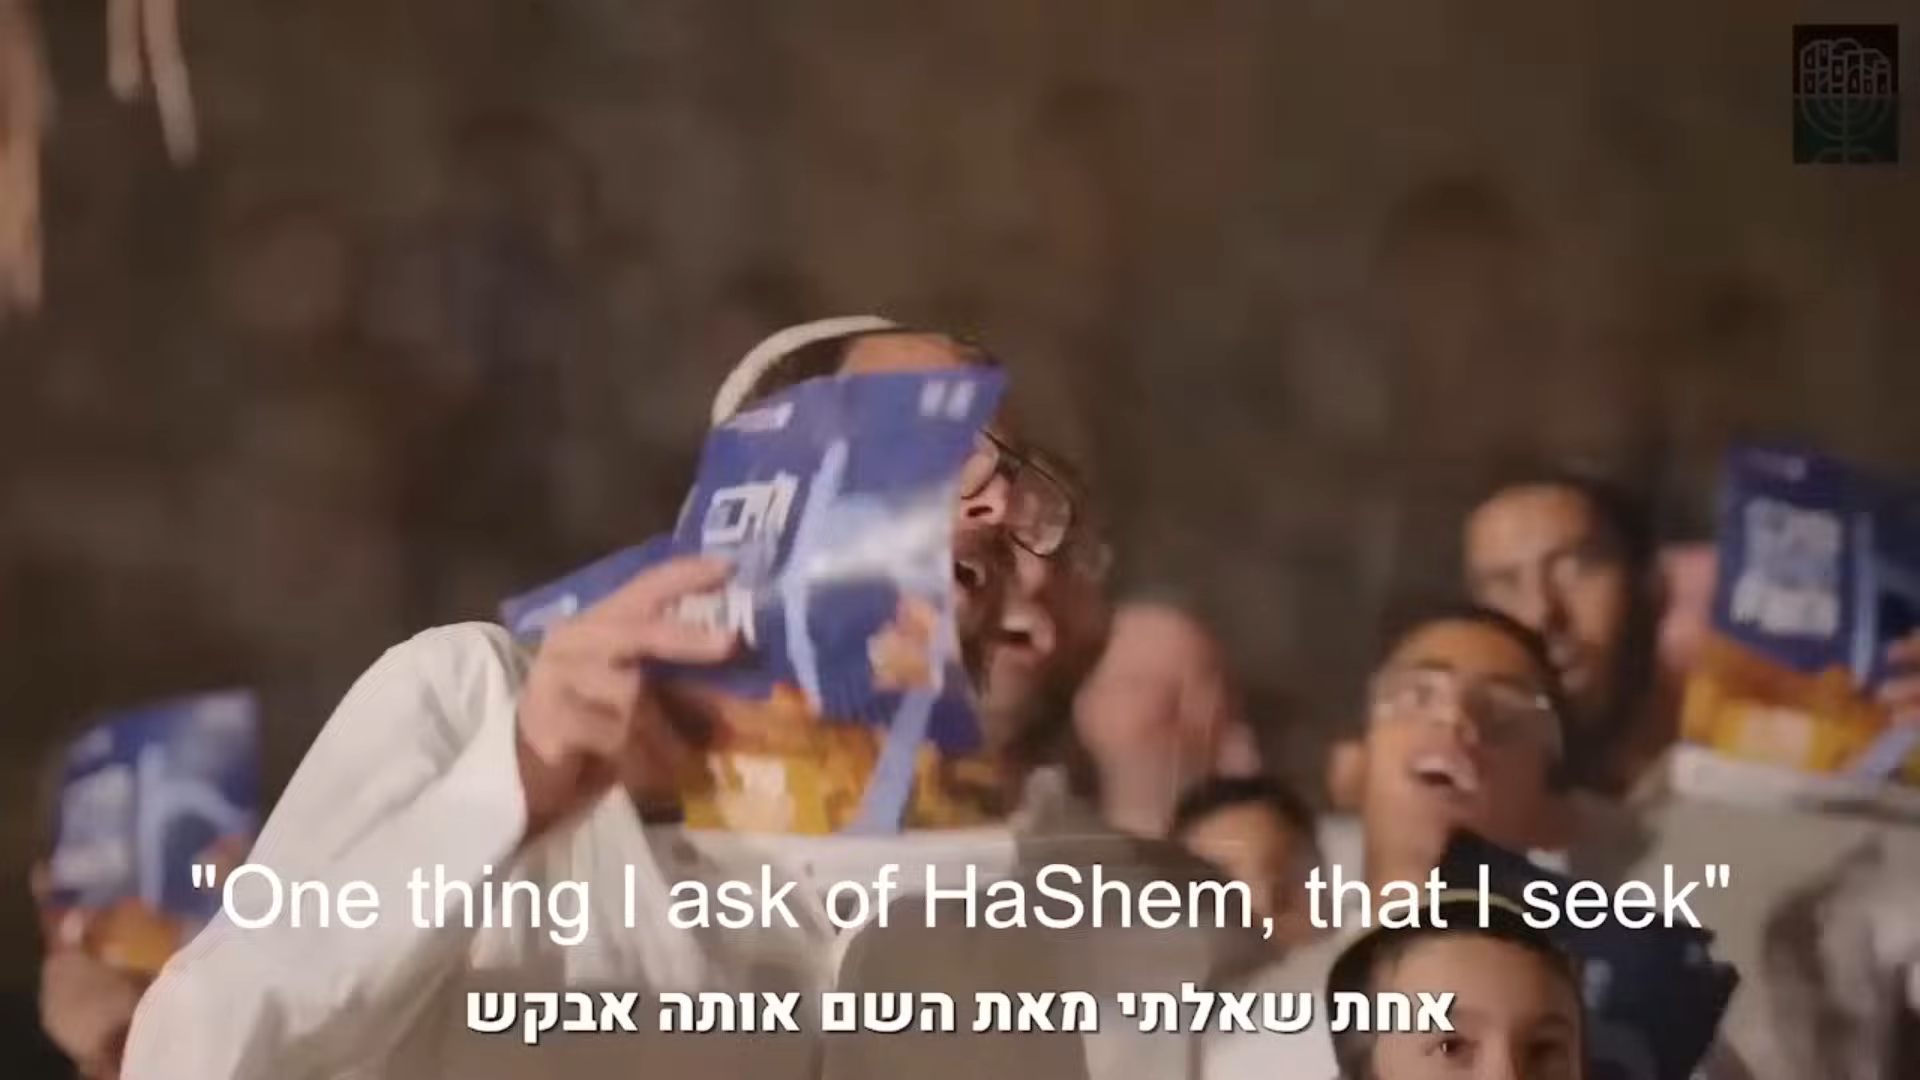 "One thing I ask of HaShem, that I seek"
אחת שאלתי מאת השם אותה אבקש